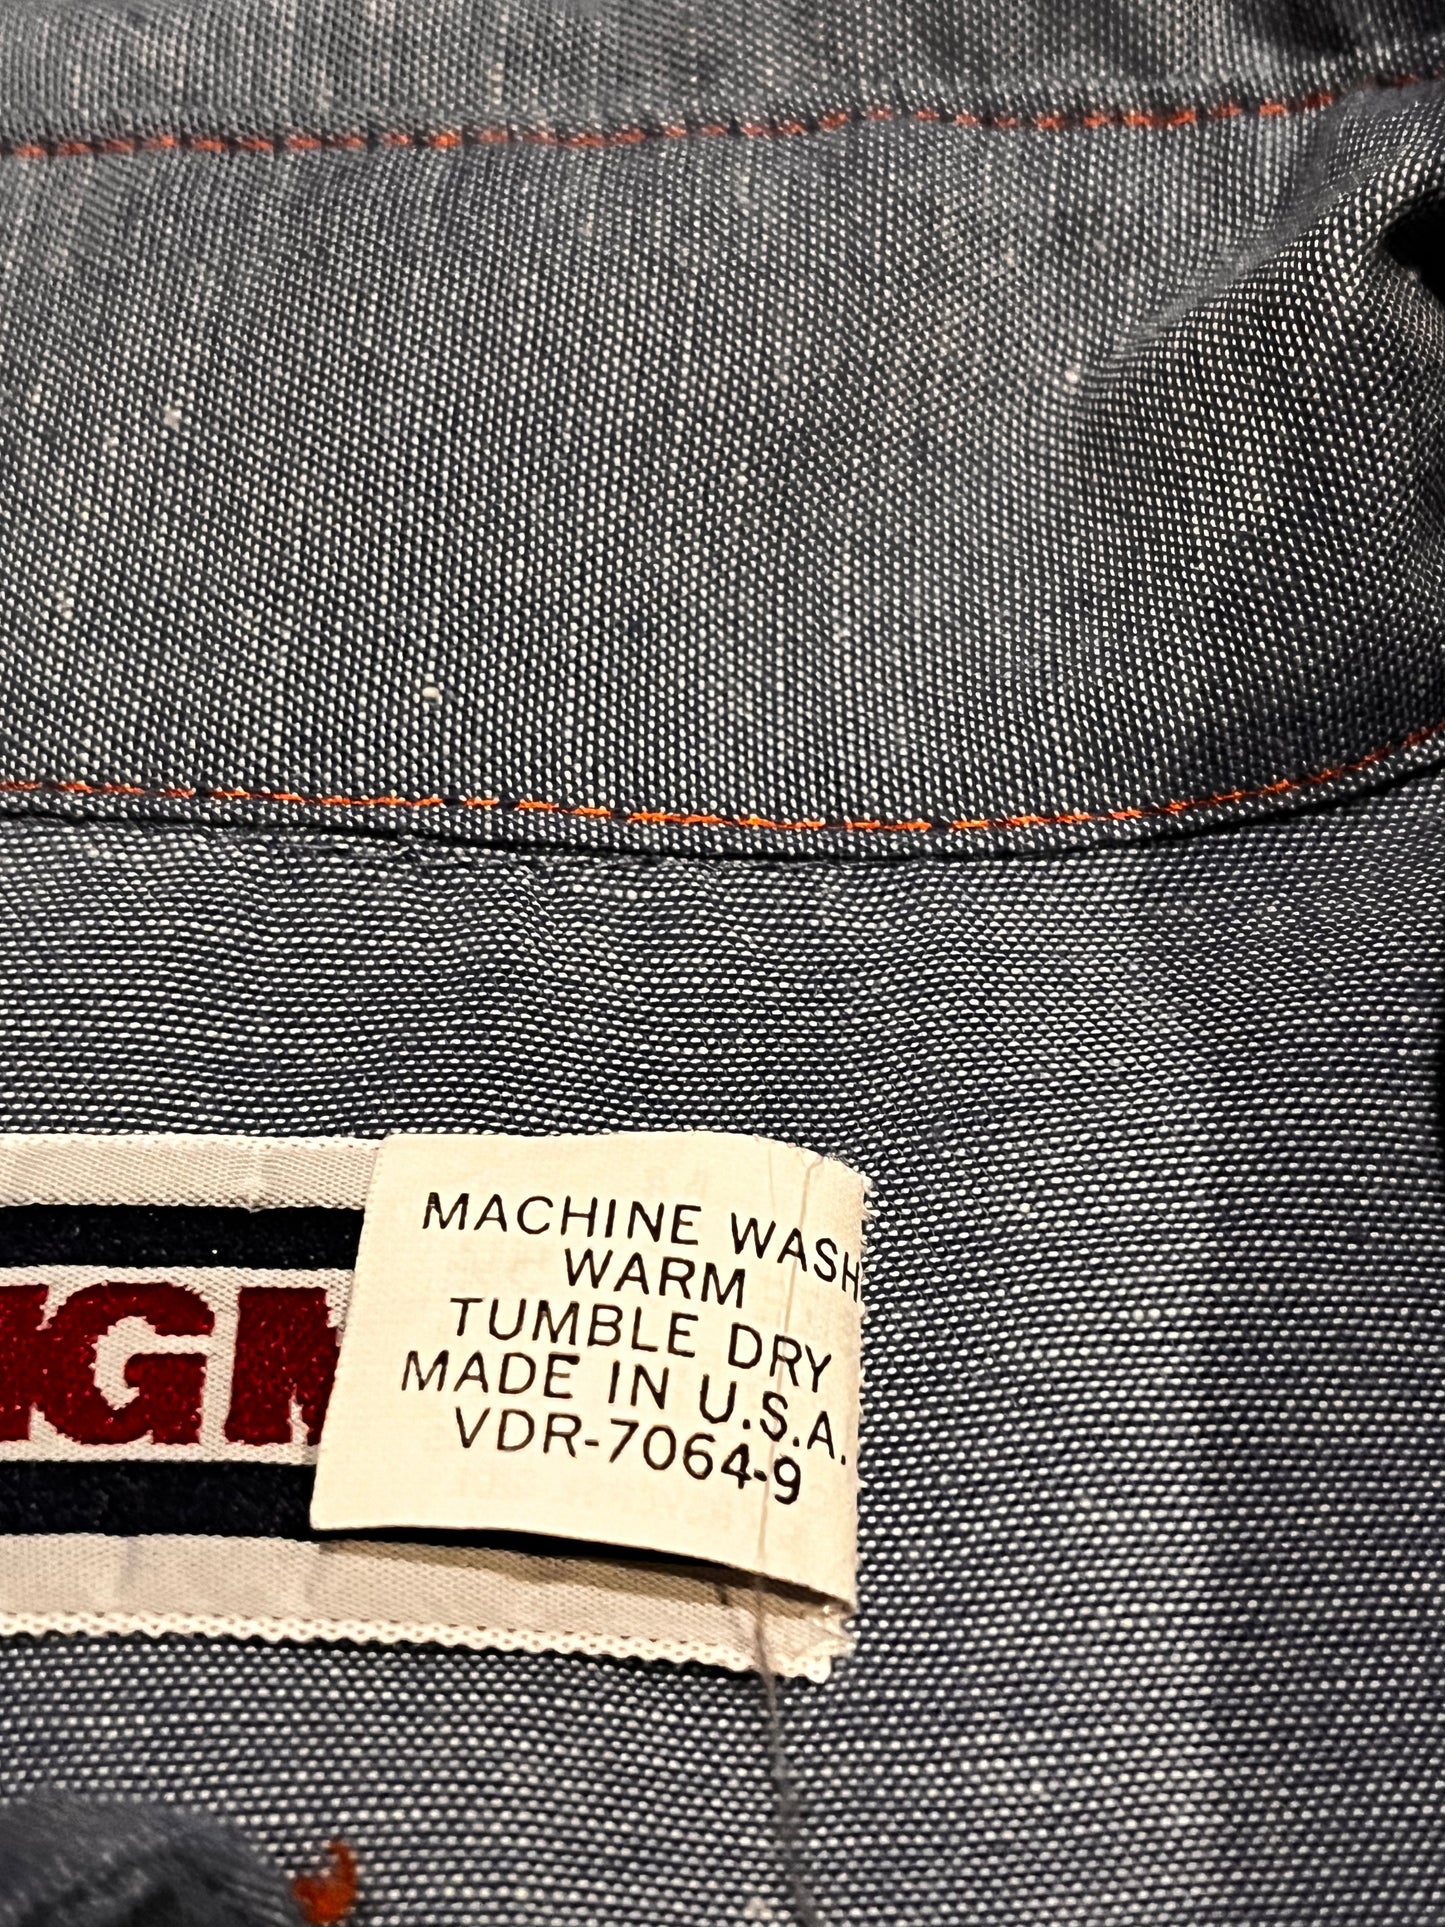 MACHINE WASH
WARM
TUMBLE DRY
MADE IN U.S.A.
VDR-7064-9